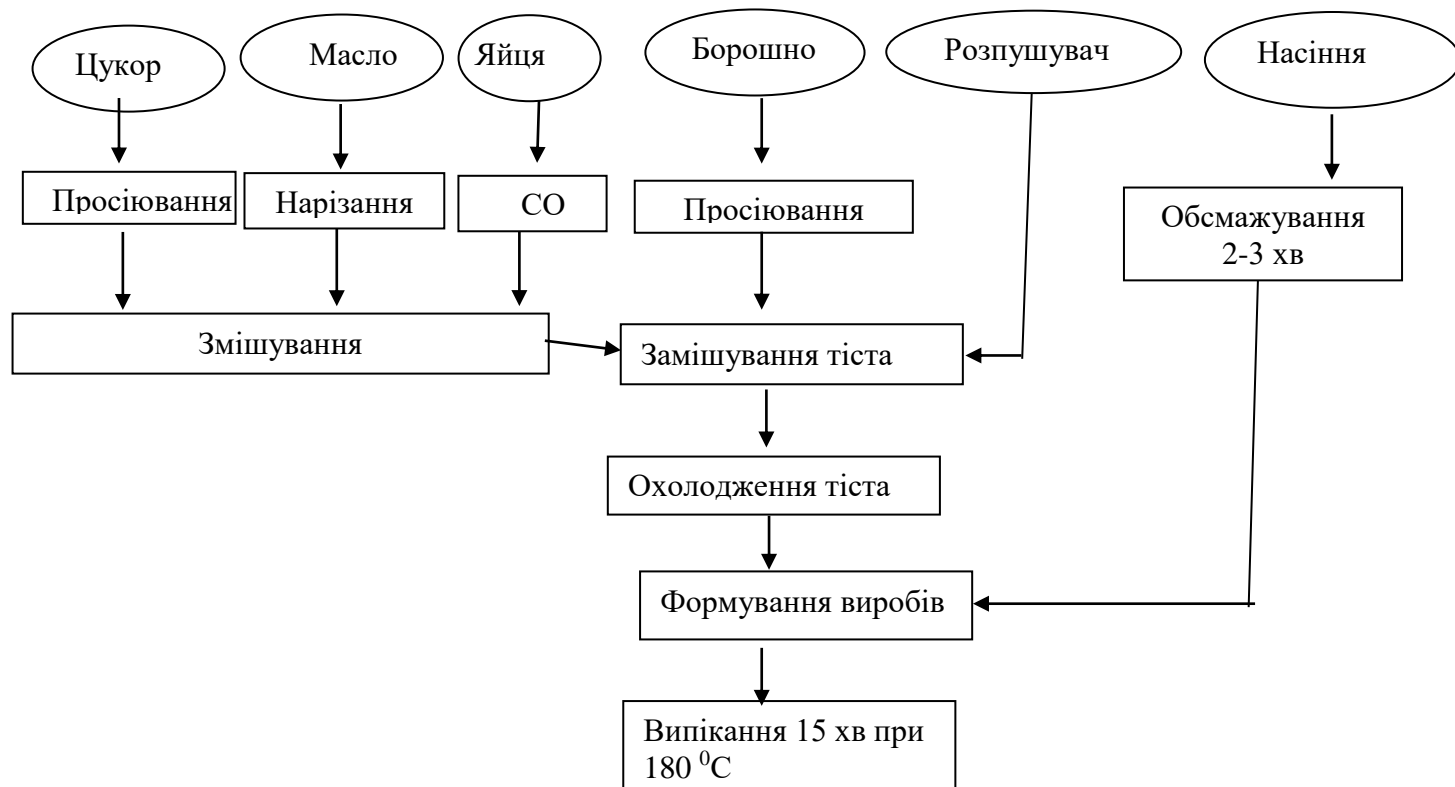 Цукор
Масло
Яйця
Борошно
Розпушувач
Насіння
Просіювання
Нарізання
СО
Просіювання
Обсмажування
2-3 хв
Змішування
Замішування тіста
Охолодження тіста
Формування виробів
Випікання 15 хв при
180 ⁰С